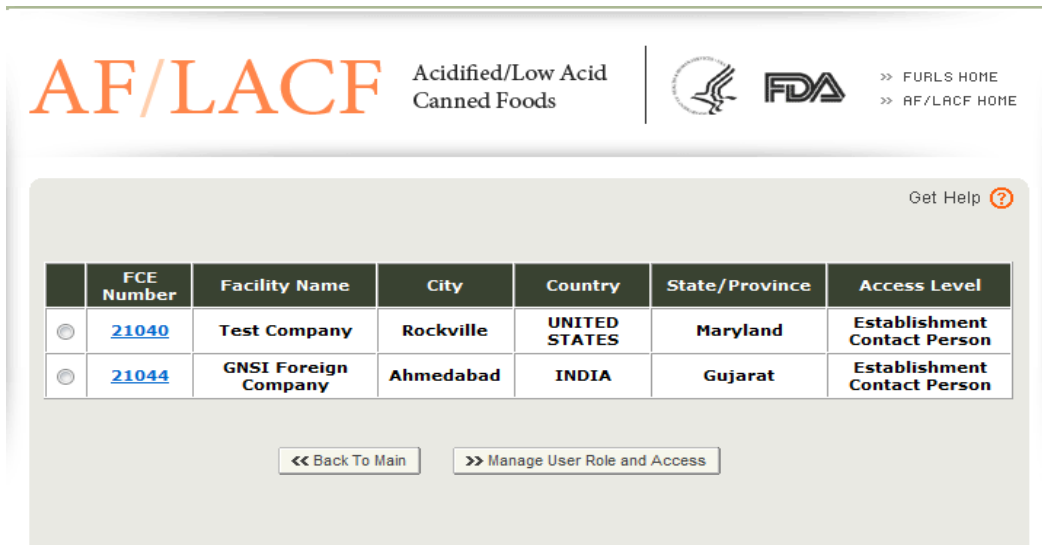 AF/LACF
Acidified/Low Acid
Canned Foods
FDA
>> FURLS HOME
>> AF/LACF HOME
Get Help ?
FCE Number Facility Name City Country State/Province Access Level
21040 Test Company Rockville UNITED STATES Maryland Establishment Contact Person
21044 GNSI Foreign Company Ahmedabad INDIA Gujarat Establishment Contact Person
<< Back To Main >> Manage User Role and Access